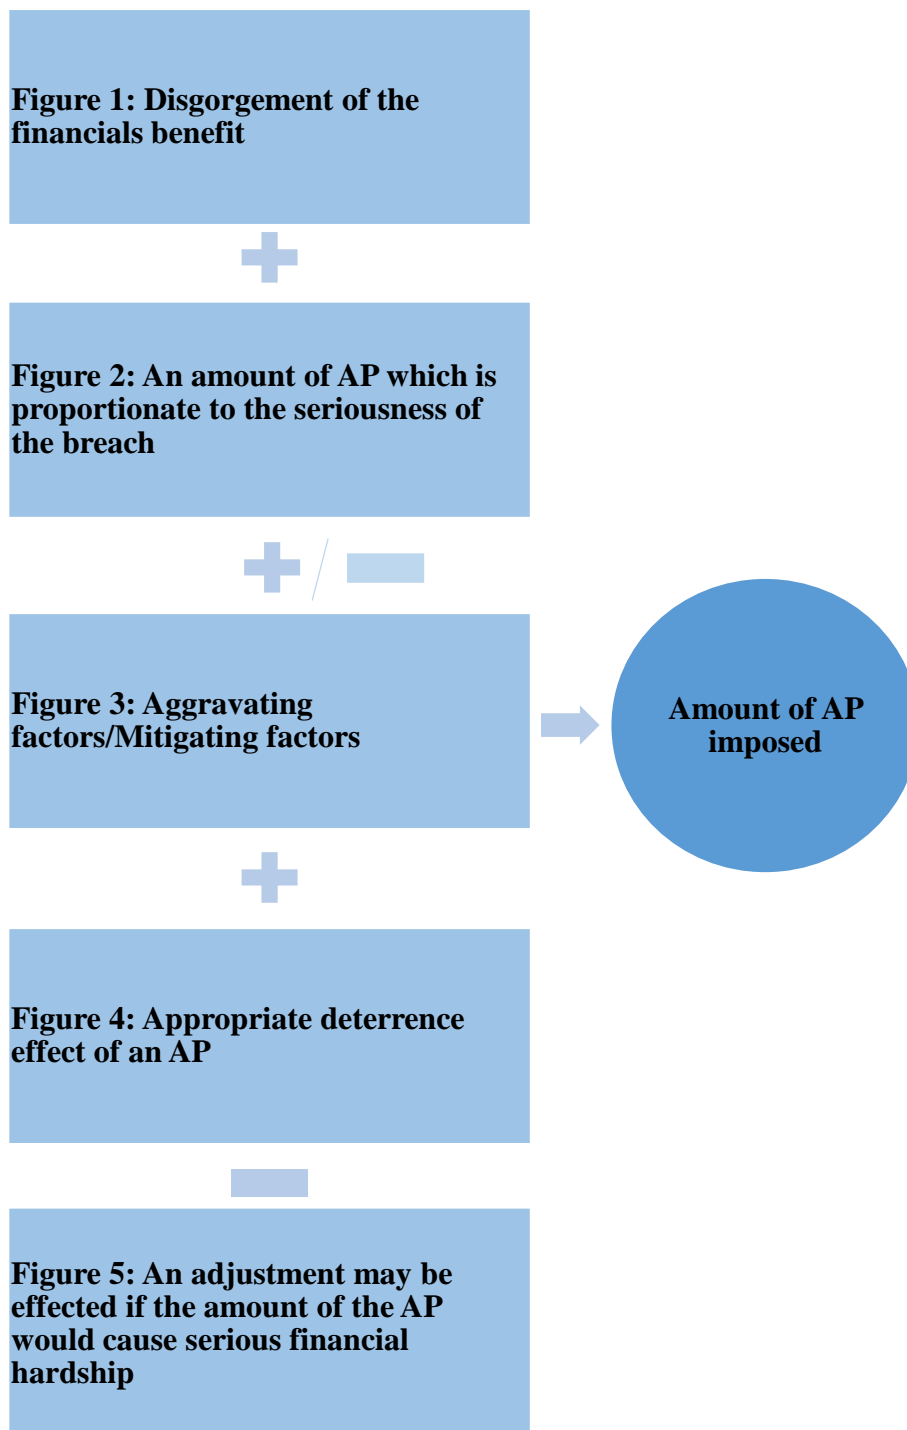 Figure 1: Disgorgement of the
financials benefit
Figure 2: An amount of AP which is
proportionate to the seriousness of
the breach
Figure 3: Aggravating
factors/Mitigating factors
Amount of AP
imposed
Figure 4: Appropriate deterrence
effect of an AP
Figure 5: An adjustment may be
effected if the amount of the AP
would cause serious financial
hardship